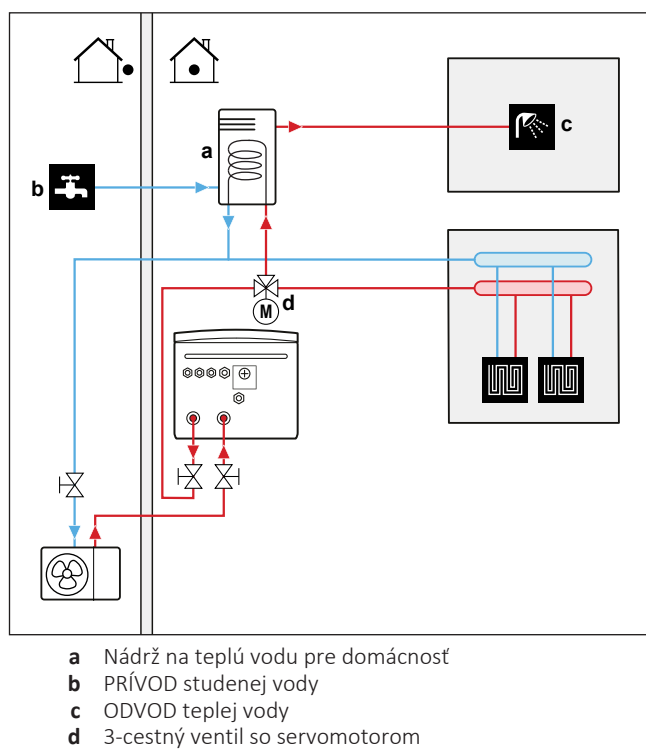 a
c
b
d
M
a Nádrž na teplú vodu pre domácnosť
b PRÍVOD studenej vody
c ODVOD teplej vody
d 3-cestný ventil so servomotorom